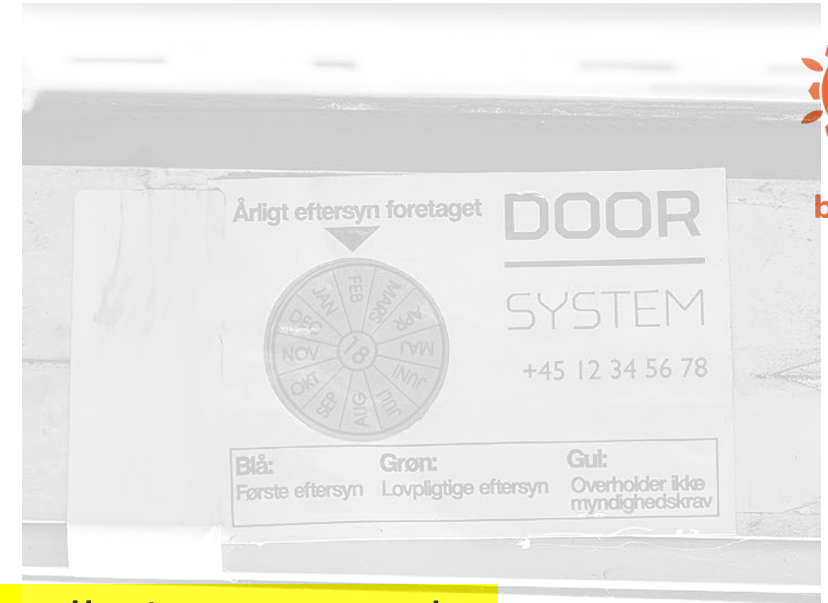 Årligt eftersyn foretaget
DOOR
SYSTEM
+45 12 34 56 78
JAN
FEB
MARS
APR
MAJ
JUNI
JULI
AUG
SEP
OKT
NOV
DES
18
Blå:
Første eftersyn
Grøn:
Lovpligtige eftersyn
Gul:
Overholder ikke
myndighedskrav